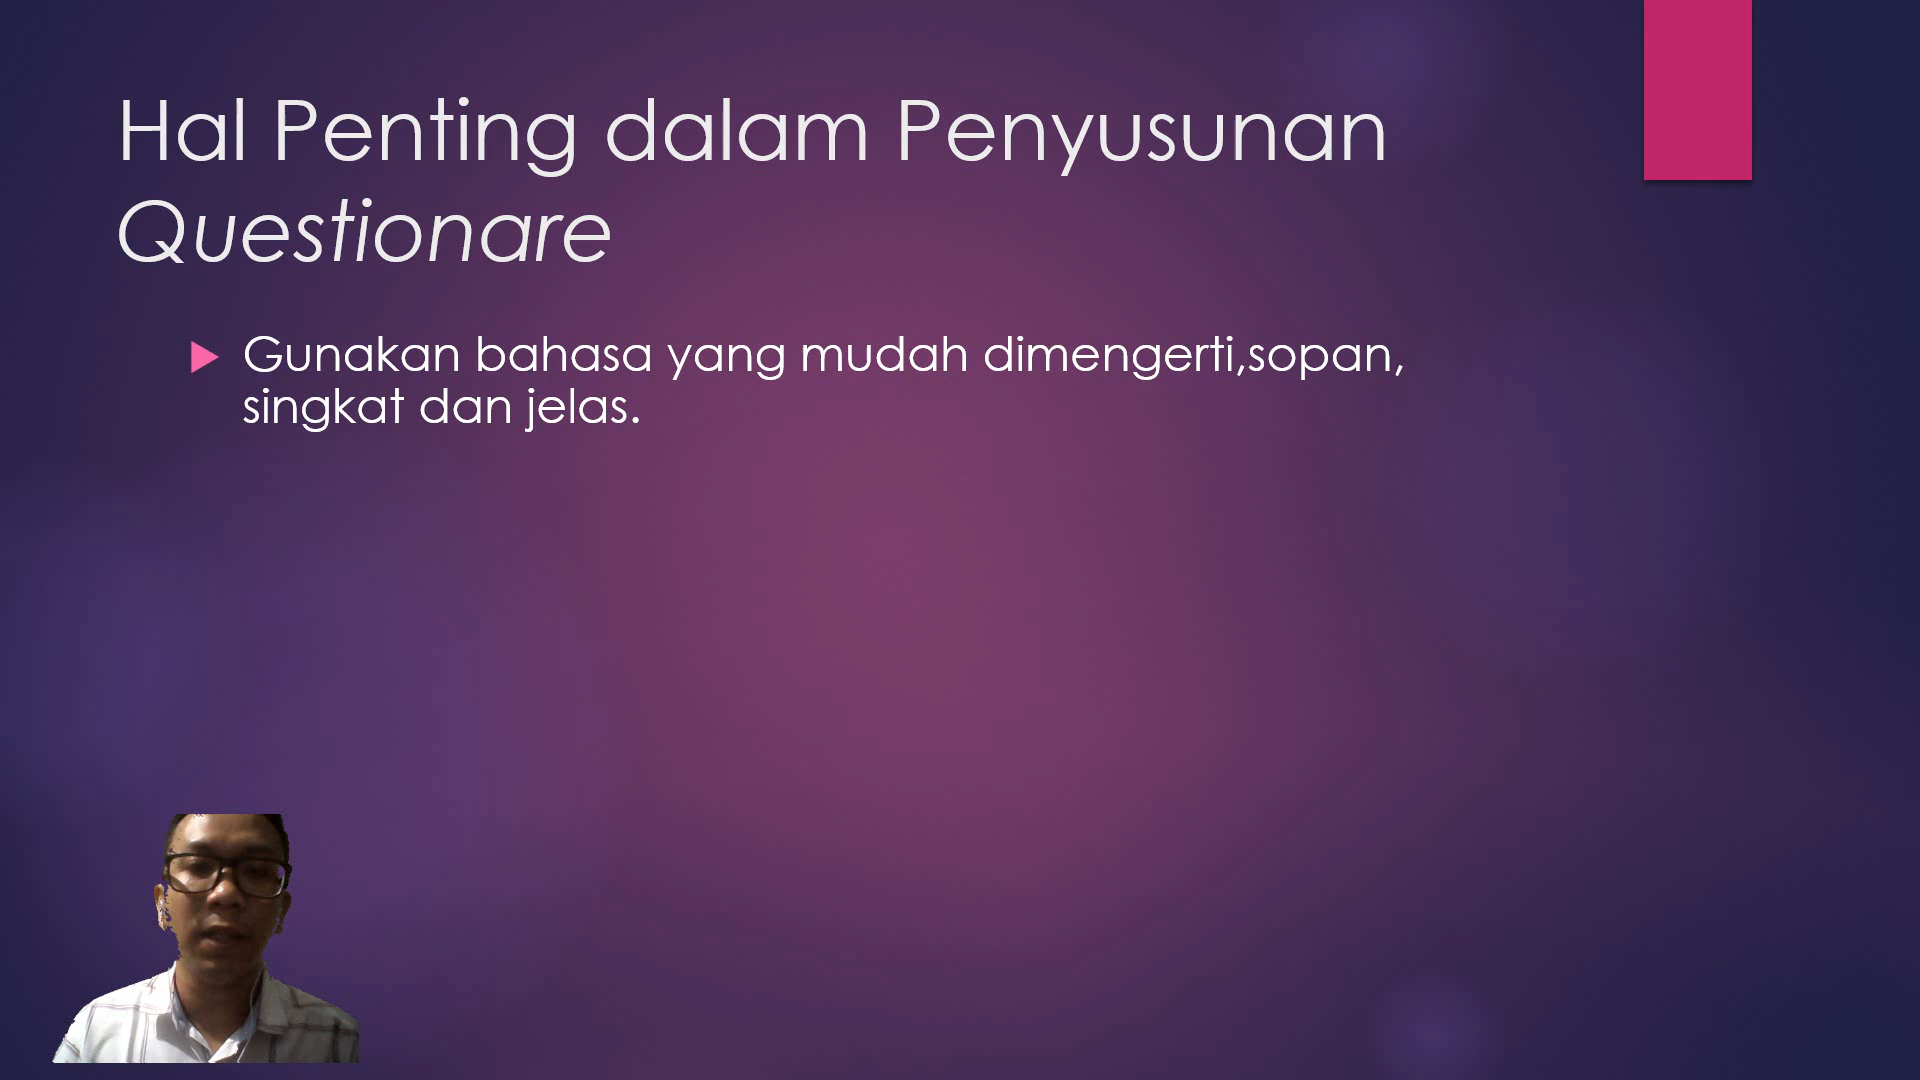 Hal Penting dalam Penyusunan
Questionare
Gunakan bahasa yang mudah dimengerti,sopan,
singkat dan jelas.